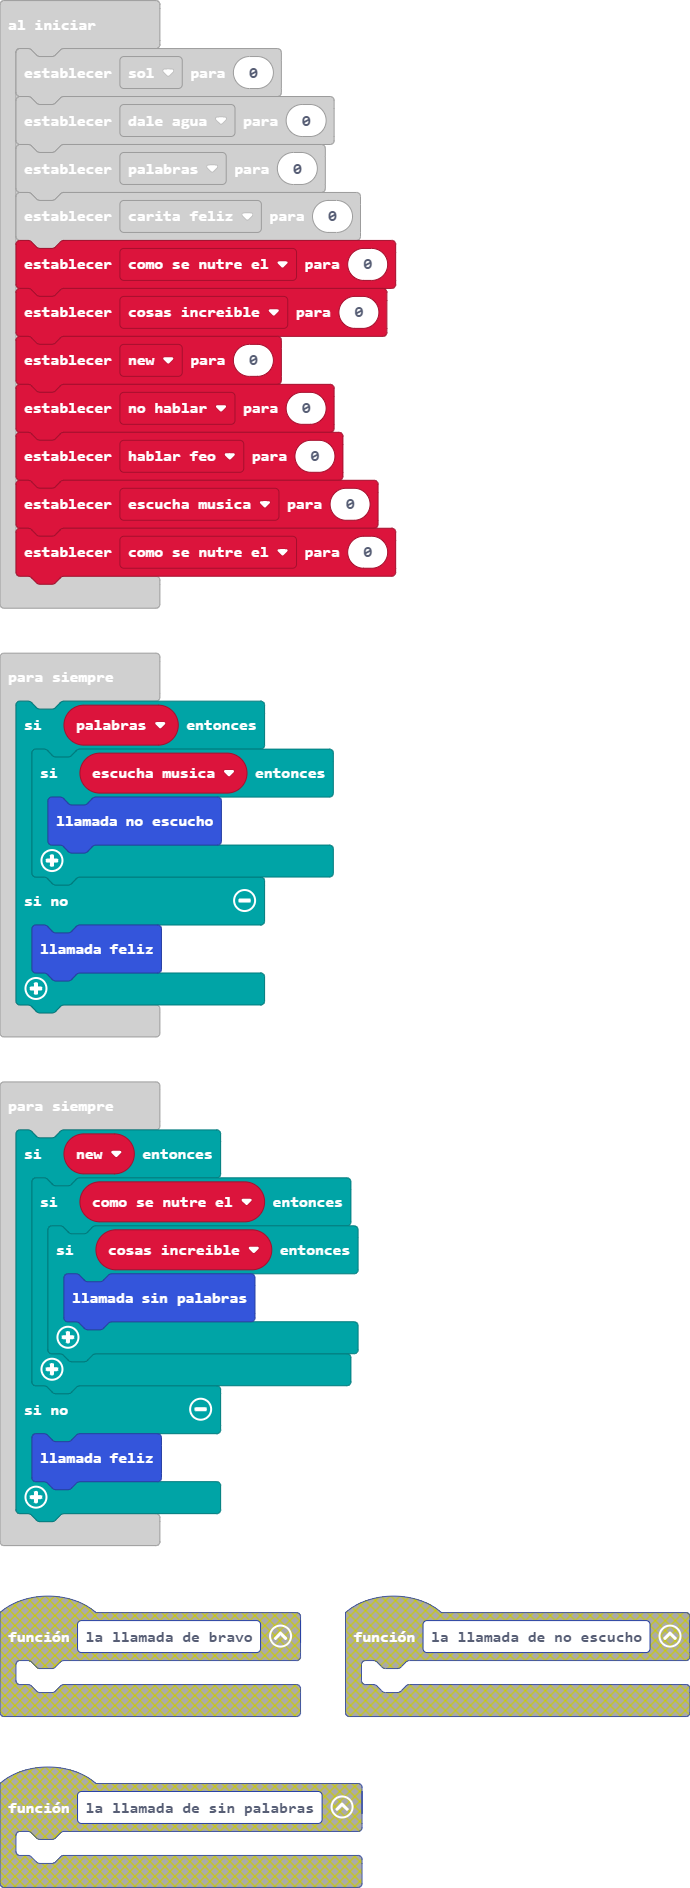 al iniciar
establecer sol para 0
establecer dale agua para 0
establecer palabras para 0
establecer carita feliz para 0
establecer como se nutre el para 0
establecer cosas increible para 0
establecer new para 0
establecer no hablar para 0
establecer hablar feo para 0
establecer escucha musica para 0
establecer como se nutre el para 0
para siempre
si palabras entonces
si escucha musica entonces
llamada no escucho
si no
llamada feliz
para siempre
si new entonces
si como se nutre el entonces
si cosas increible entonces
llamada sin palabras
si no
llamada feliz
función la llamada de bravo
función la llamada de no escucho
función la llamada de sin palabras